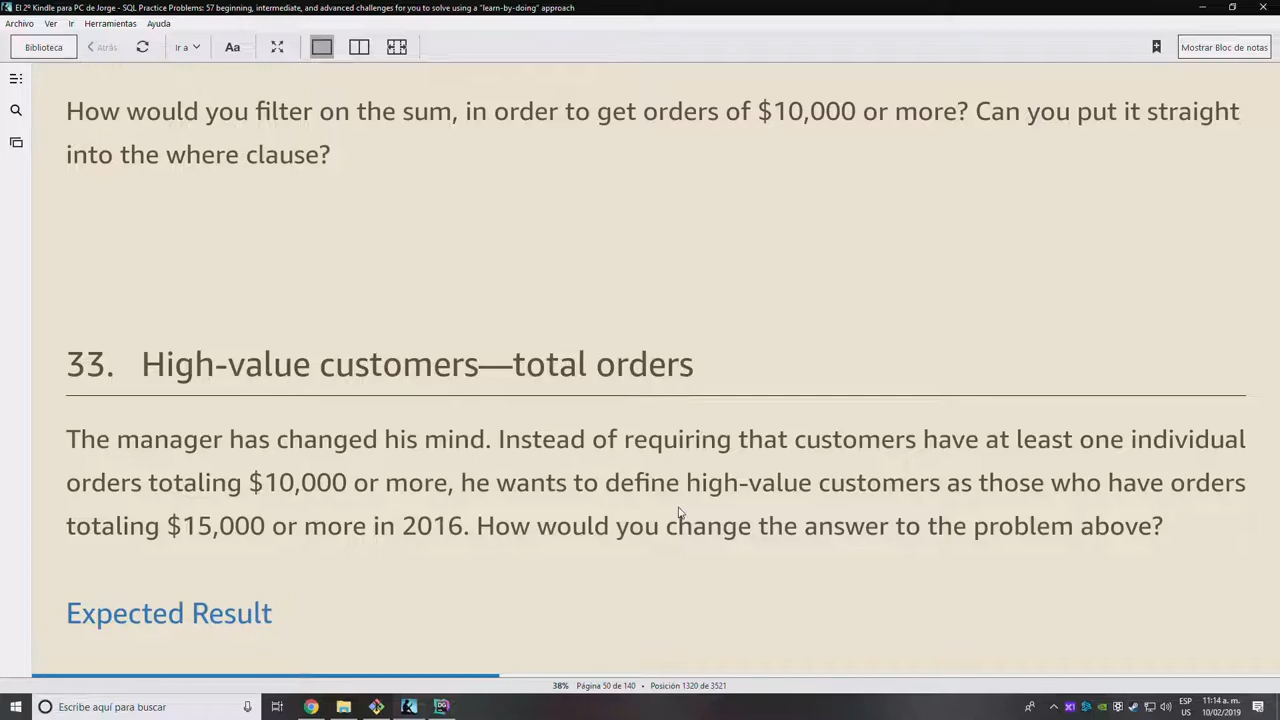 El 2º Kindle para PC de Jorge - SQL Practice Problems: 57 beginning, intermediate, and advanced challenges for you to solve using a “learn-by-doing” approach
Archivo Ver Ir Herramientas Ayuda
Biblioteca Atrás Ir a Aa Mostrar Bloc de notas
How would you filter on the sum, in order to get orders of $10,000 or more? Can you put it straight
into the where clause?
33. High-value customers—total orders
The manager has changed his mind. Instead of requiring that customers have at least one individual
orders totaling $10,000 or more, he wants to define high-value customers as those who have orders
totaling $15,000 or more in 2016. How would you change the answer to the problem above?
Expected Result
38% Página 50 de 140 • Posición 1320 de 3521
Escribe aquí para buscar
ESP 11:14 a. m.
US 10/02/2019